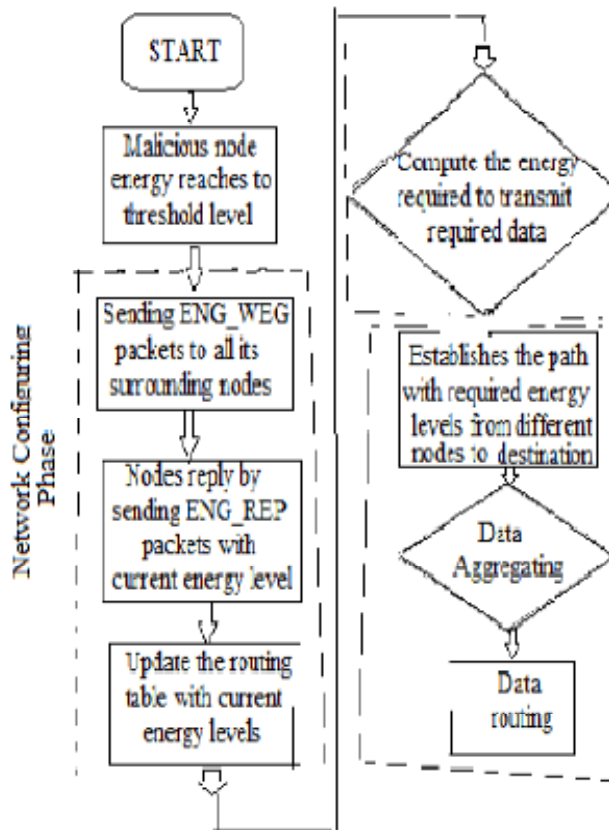 START
Malicious node
energy reaches to
threshold level
Network Configuring
Phase
Sending ENG_WEG
packets to all its
surrounding nodes
Nodes reply by
sending ENG_REP
packets with
current energy level
Update the routing
table with current
energy levels
Compute the energy
required to transmit
required data
Establishes the path
with required energy
levels from different
nodes to destination
Data
Aggregating
Data
routing